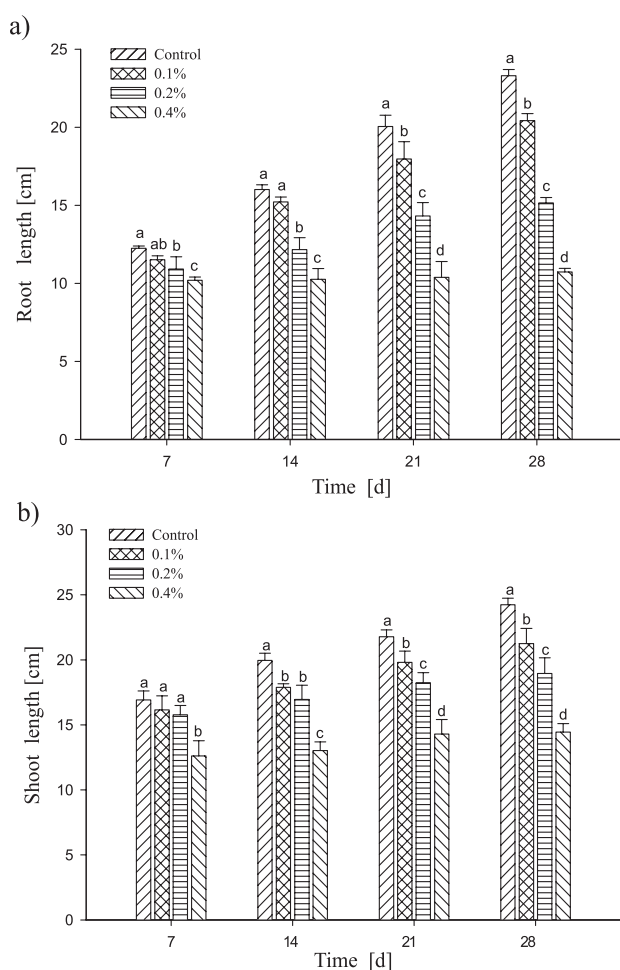 a)
25
20
15
10
5
0
Root length [cm]
Control
0.1%
0.2%
0.4%
a ab b c
a a b c
a b c d
a b c d
7 14 21 28
Time [d]
b)
30
25
20
15
10
5
0
Shoot length [cm]
Control
0.1%
0.2%
0.4%
a a a b
a b b c
a b c d
a b c d
7 14 21 28
Time [d]